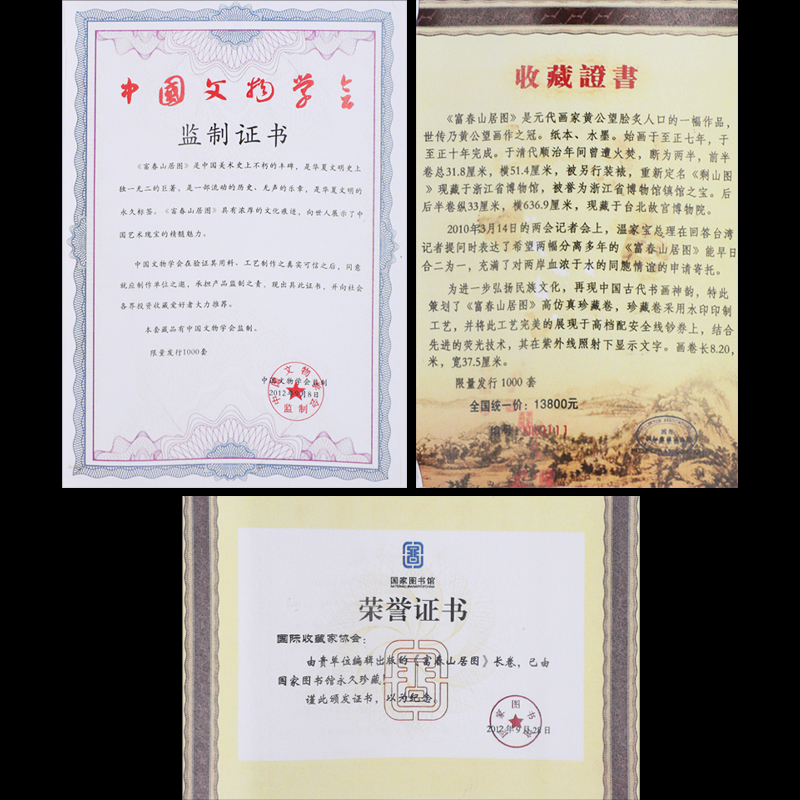 中國文物学会
监制证书
《富春山居图》是中国美术史上不朽的丰碑，是华夏文明史上
独一无二的巨著，是一部流动的历史、无声的乐章，是华夏文明的
永久标签。《富春山居图》具有浓厚的文化痕迹，向世人展示了中
国艺术瑰宝的精髓魅力。
中国文物学会在验证其用料、工艺制作之真实可信之后，同意
就应制作单位之邀，承担产品监制之责，现出具此证书，并向社会
各界投资收藏爱好者大力推荐。
本套藏品有中国文物学会监制。
限量发行1000套
中国文物学会监制
2012年 月8日
监制
收藏證書
《富春山居图》是元代画家黄公望脍炙人口的一幅作品，
世传乃黄公望画作之冠。纸本、水墨。始画于至正七年，于
至正十年完成。于清代顺治年间曾遭火焚，断为两半，前半
卷总31.8厘米，横51.4厘米，被另行装裱，重新定名《剩山图
》现藏于浙江省博物馆，被誉为浙江省博物馆镇馆之宝。后
后半卷纵33厘米，横636.9厘米，现藏于台北故宫博物院。
2010年3月14日的两会记者会上，温家宝总理在回答台湾
记者提问时表达了希望两幅分离多年的《富春山居图》能早日
合二为一，充满了对两岸血浓于水的同胞情谊的申请寄托。
为进一步弘扬民族文化，再现中国古代书画神韵，特此
策划了《富春山居图》高仿真珍藏卷，珍藏卷采用水印印制
工艺，并将此工艺完美的展现于高档配安全线钞券上，结合
先进的荧光技术，其在紫外线照射下显示文字。画卷长8.20，
米，宽37.5厘米。
限量发行 1000 套
全国统一价：13800元
编号：
国家图书馆
荣誉证书
国际收藏家协会：
由贵单位编辑出版的《富春山居图》长卷，已由
国家图书馆永久珍藏！
谨此颁发证书，以为纪念。
2012年9月28日